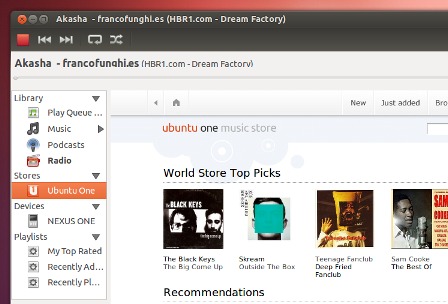 Akasha - francofunghi.es (HBR1.com - Dream Factory)
Akasha - francofunghi.es (HBR1.com - Dream Factory)
Library
Play Queue ...
Music
Podcasts
Radio
Stores
Ubuntu One
Devices
NEXUS ONE
Playlists
My Top Rated
Recently Ad...
Recently Pl...
New
Just added
Bro
ubuntu one music store
World Store Top Picks
The BLACK KEYS
SAM
COOKE
The Black Keys
The Big Come Up
Skream
Outside The Box
Teenage Fanclub
Deep Fried
Fanclub
Sam Cooke
The Best Of
Recommendations